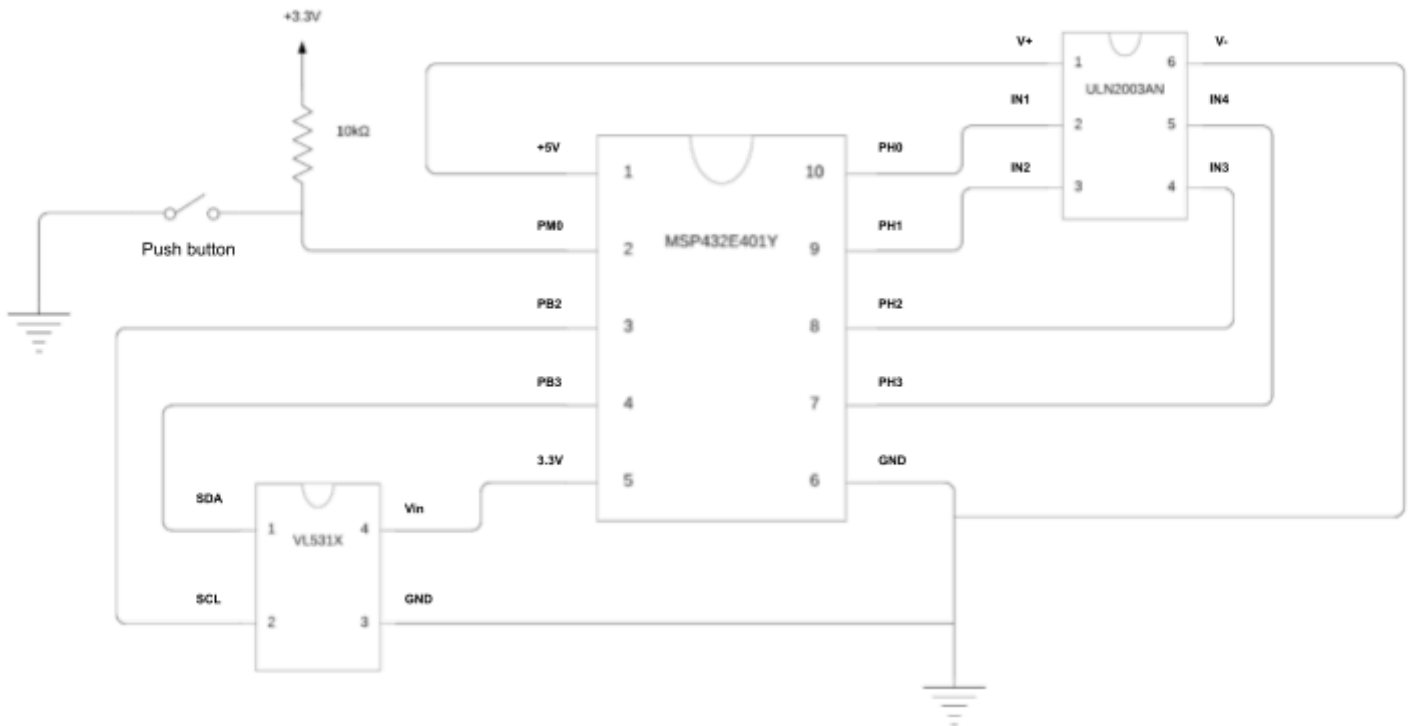 +3.3V
V+
V-
1
6
ULN2003AN
10kΩ
IN1
IN4
2
5
+5V
PH0
1
10
IN2
IN3
3
4
PM0
PH1
MSP432E401Y
2
9
Push button
PB2
PH2
3
8
PB3
PH3
4
7
3.3V
GND
5
6
SDA
Vin
1
4
VL531X
SCL
GND
2
3